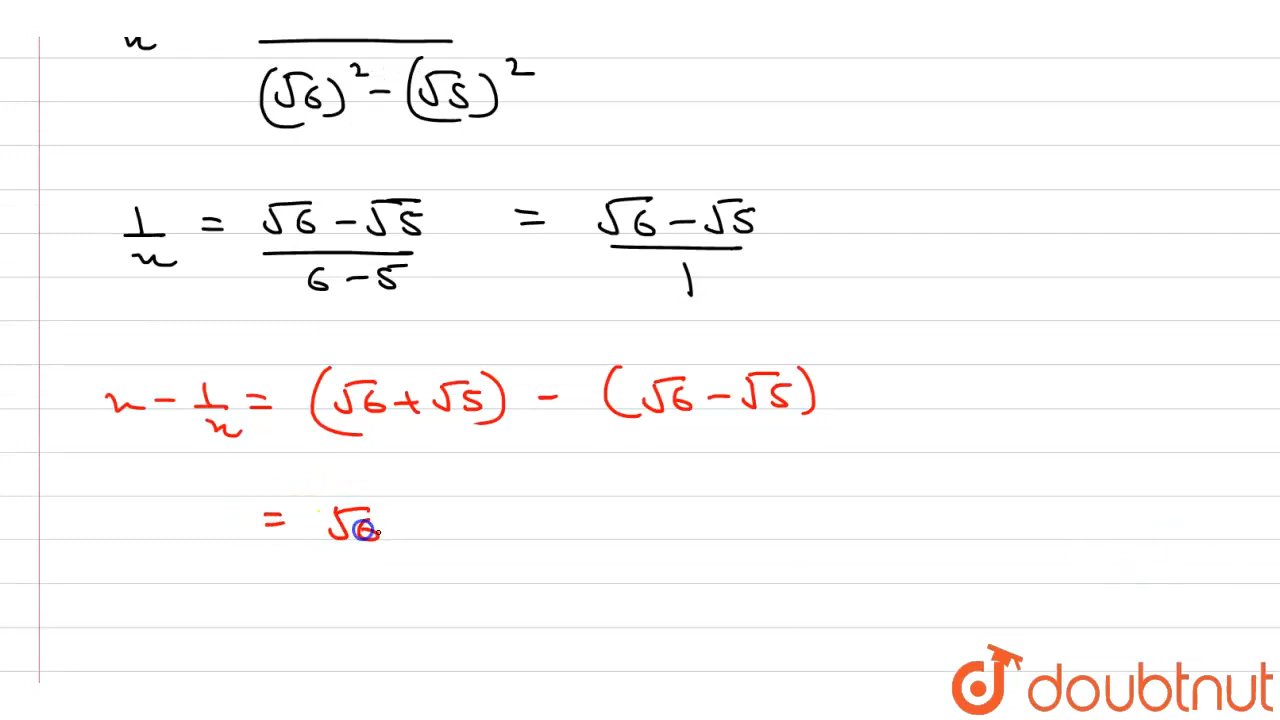 x
(√6)² - (√5)²
1/x = (√6 - √5)/(6 - 5) = (√6 - √5)/1
x - 1/x = (√6 + √5) - (√6 - √5)
= √6
doubtnut